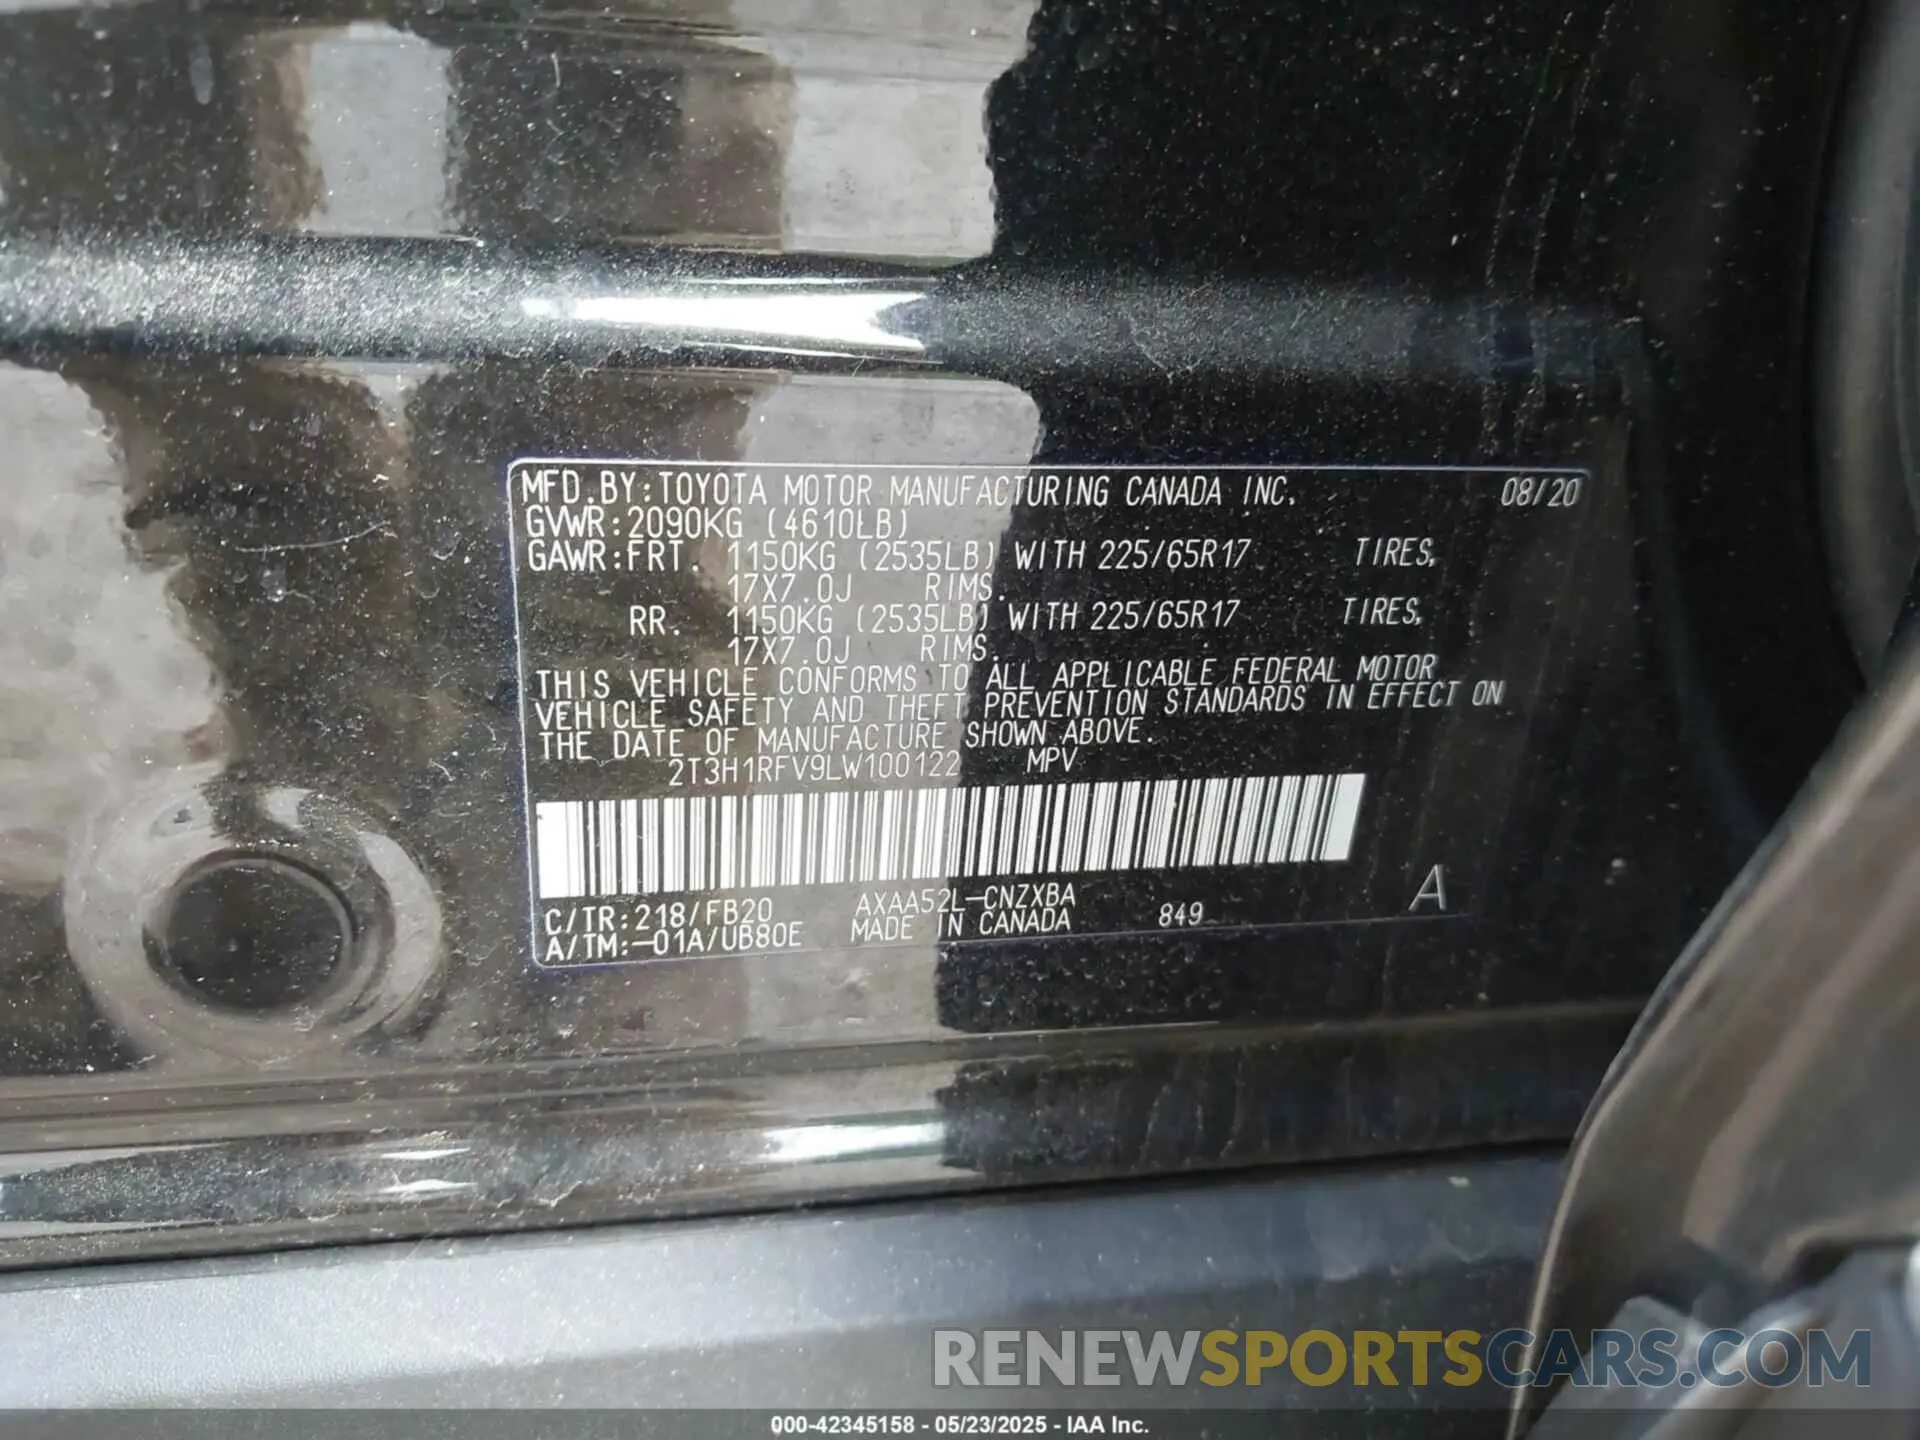 MFD.BY:TOYOTA MOTOR MANUFACTURING CANADA INC. 08/20
GVWR:2090KG (4610LB)
GAWR:FRT. 1150KG (2535LB) WITH 225/65R17 TIRES,
17X7.0J RIMS.
RR. 1150KG (2535LB) WITH 225/65R17 TIRES,
17X7.0J RIMS.
THIS VEHICLE CONFORMS TO ALL APPLICABLE FEDERAL MOTOR
VEHICLE SAFETY AND THEFT PREVENTION STANDARDS IN EFFECT ON
THE DATE OF MANUFACTURE SHOWN ABOVE.
2T3H1RFV9LW100122 MPV
C/TR:218/FB20 AXAA52L-CNZXBA 849 A
A/TM:-01A/UB80E MADE IN CANADA
RENEWSPORTSCARS.COM
000-42345158 - 05/23/2025 - IAA Inc.